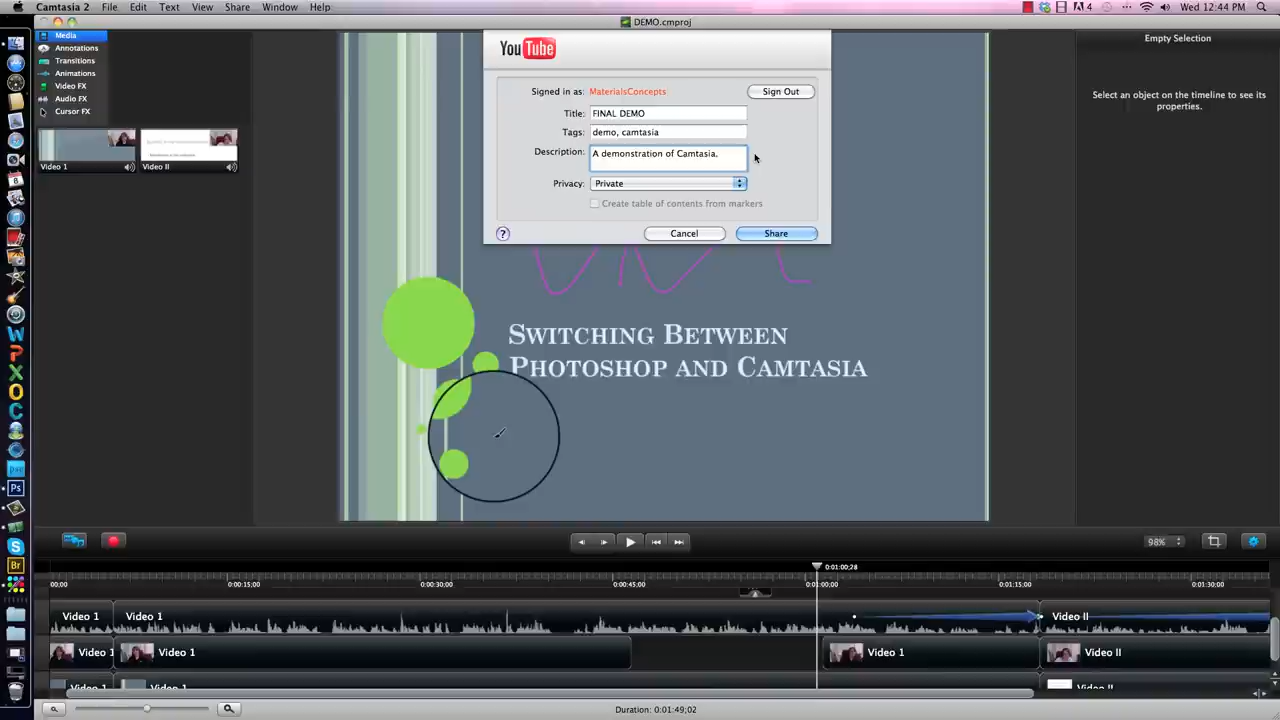 Camtasia 2 File Edit Text View Share Window Help
4 Wed 12:44 PM
DEMO.cmproj
Media
Annotations
Transitions
Animations
Video FX
Audio FX
Cursor FX
Video 1 Video II
YouTube
Signed in as: MaterialsConcepts Sign Out
Title: FINAL DEMO
Tags: demo, camtasia
Description: A demonstration of Camtasia.
Privacy: Private
Create table of contents from markers
? Cancel Share
Empty Selection
Select an object on the timeline to see its
properties.
Switching Between
Photoshop and Camtasia
98%
0:01:00;28
00;00 0:00:15;00 0:00:30;00 0:00:45;00 0:01:00;00 0:01:15;00 0:01:30;00
Video 1 Video 1 Video II
Video 1 Video 1 Video 1 Video II
Video 1 Video 1 Video II
Duration: 0:01:49;02